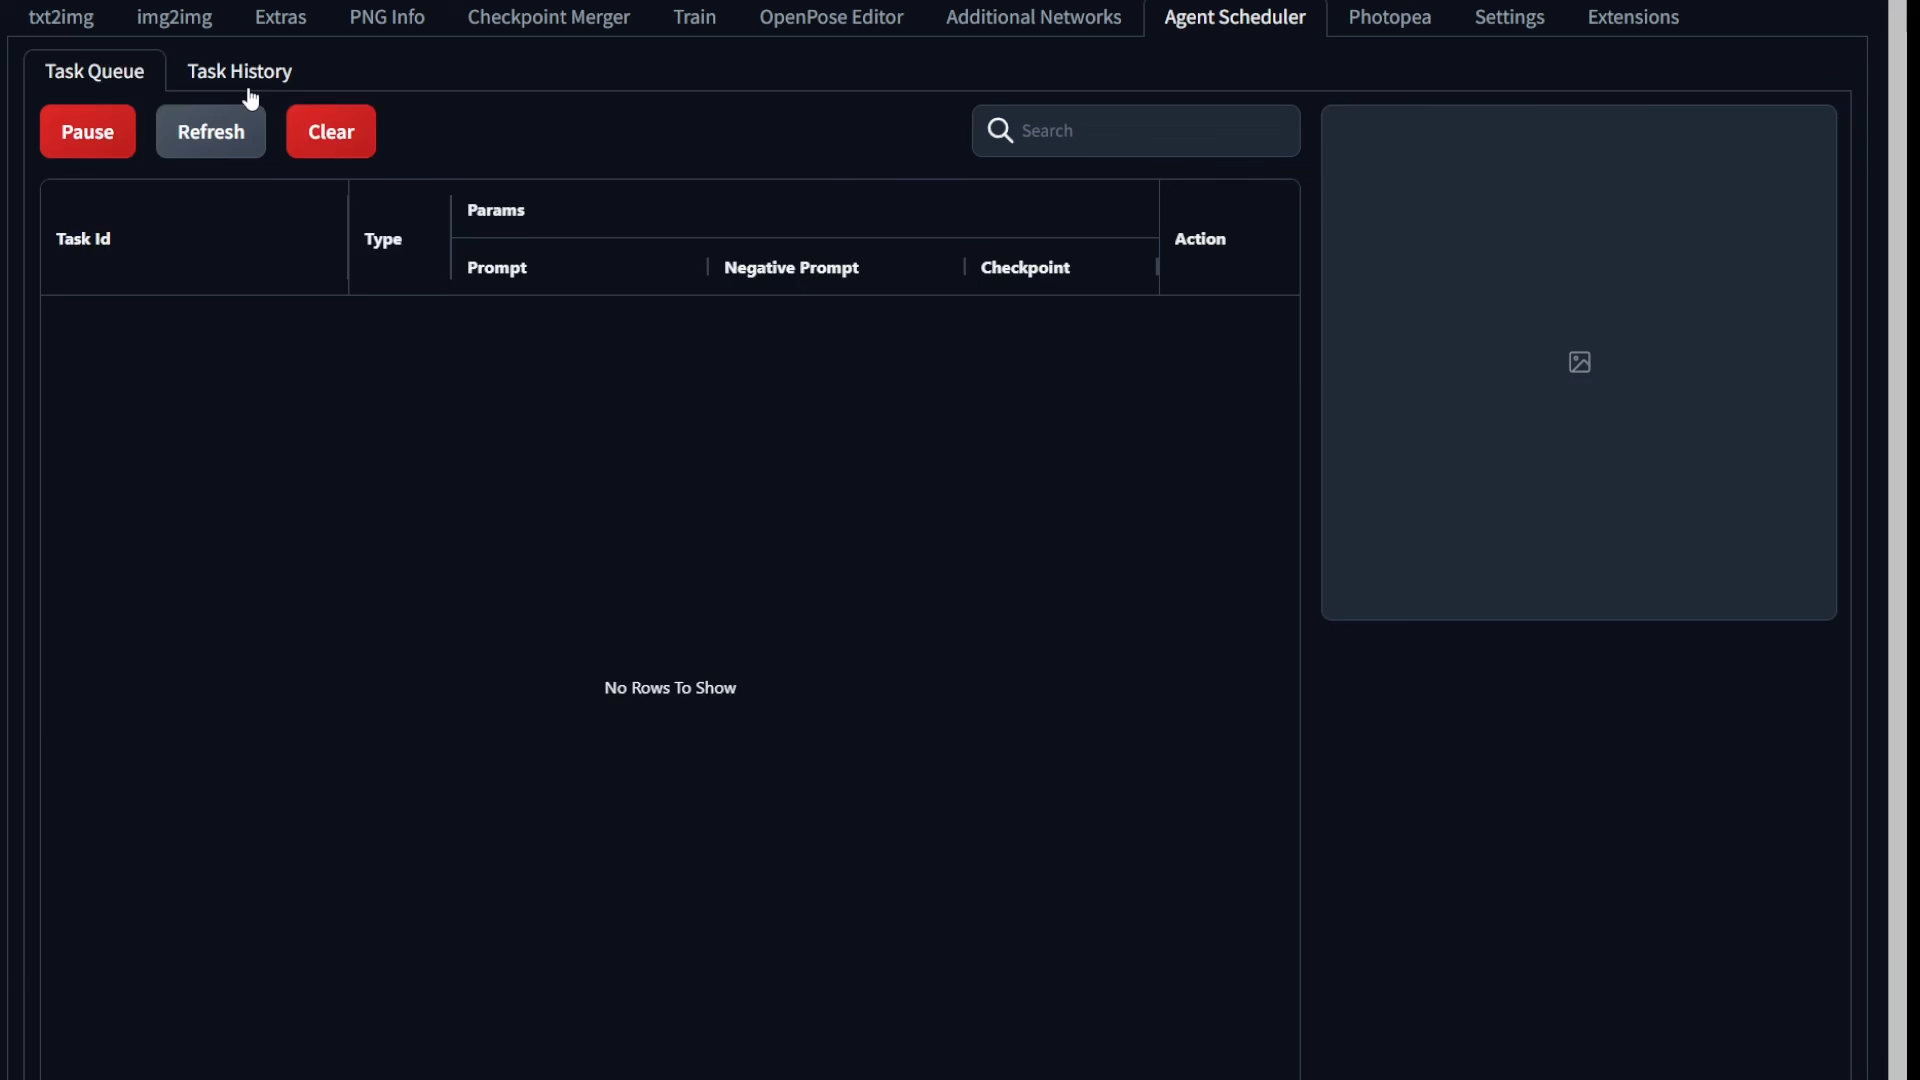 txt2img img2img Extras PNG Info Checkpoint Merger Train OpenPose Editor Additional Networks Agent Scheduler Photopea Settings Extensions
Task Queue Task History
Pause Refresh Clear Search
Params
Task Id Type Action
Prompt Negative Prompt Checkpoint
No Rows To Show